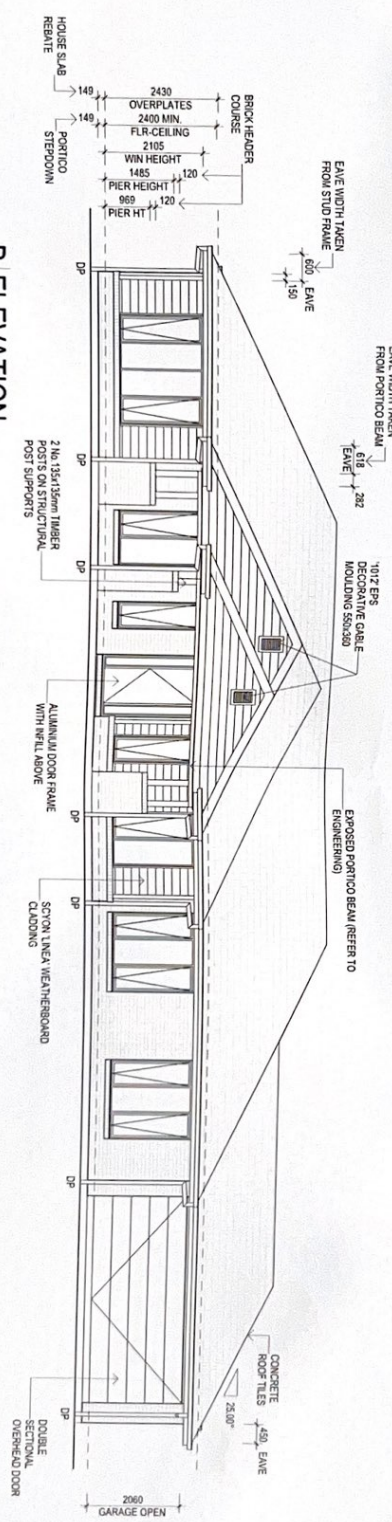 EAVE WIDTH TAKEN
FROM PORTICO BEAM
618
282
EAVE
'1012' EPS
DECORATIVE GABLE
MOULDING 550x360
EAVE WIDTH TAKEN
FROM STUD FRAME
600
EAVE
150
EXPOSED PORTICO BEAM (REFER TO
ENGINEERING)
CONCRETE
ROOF TILES
25.00°
450
EAVE
BRICK HEADER
COURSE
2430
OVERPLATES
2400 MIN.
FLR-CEILING
2105
WIN HEIGHT
1485
120
PIER HEIGHT
969
120
PIER HT
149
149
HOUSE SLAB
REBATE
PORTICO
STEPDOWN
2060
GARAGE OPEN
DP
DP
DP
DP
DP
DP
DP
2 No 135x135mm TIMBER
POSTS ON STRUCTURAL
POST SUPPORTS
ALUMINIUM DOOR FRAME
WITH INFILL ABOVE
SCYON 'LINEA' WEATHERBOARD
CLADDING
DOUBLE
SECTIONAL
OVERHEAD DOOR
ELEVATION